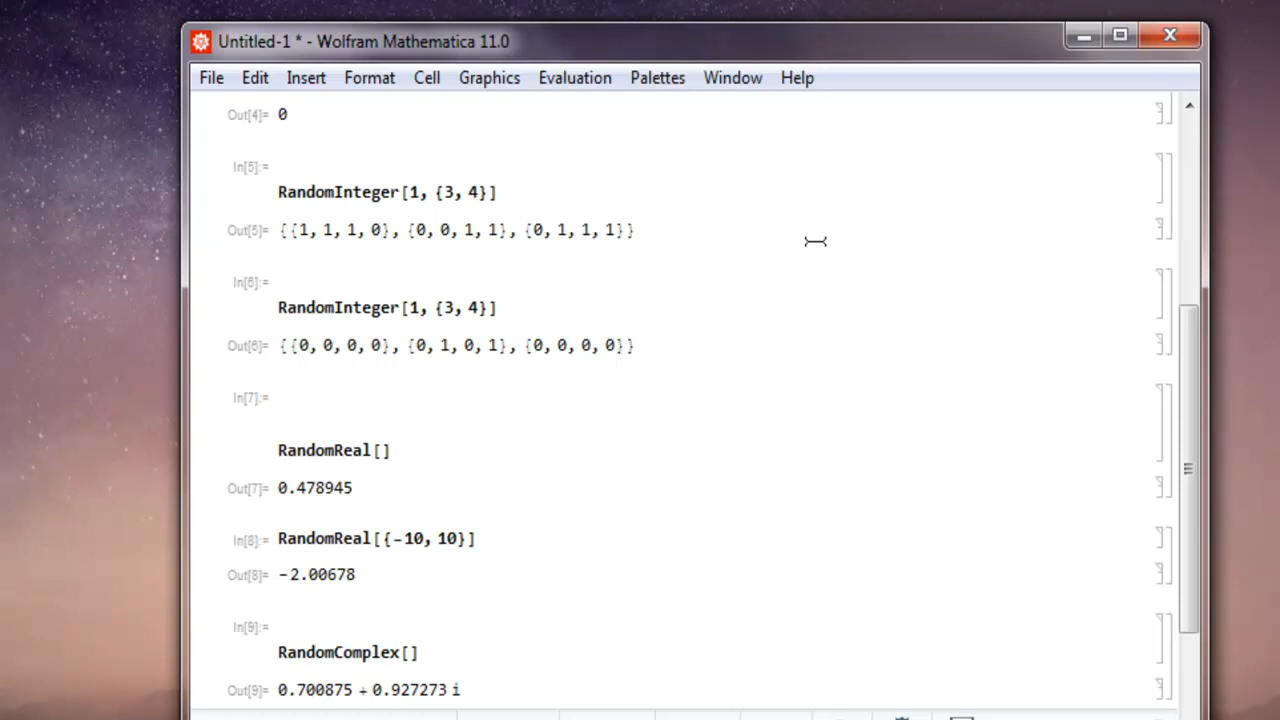 Untitled-1 * - Wolfram Mathematica 11.0
File Edit Insert Format Cell Graphics Evaluation Palettes Window Help
Out[4]= 0
In[5]:=
RandomInteger[1, {3, 4}]
Out[5]= {{1, 1, 1, 0}, {0, 0, 1, 1}, {0, 1, 1, 1}}
In[6]:=
RandomInteger[1, {3, 4}]
Out[6]= {{0, 0, 0, 0}, {0, 1, 0, 1}, {0, 0, 0, 0}}
In[7]:=
RandomReal[]
Out[7]= 0.478945
In[8]:= RandomReal[{-10, 10}]
Out[8]= -2.00678
In[9]:=
RandomComplex[]
Out[9]= 0.700875 + 0.927273 i